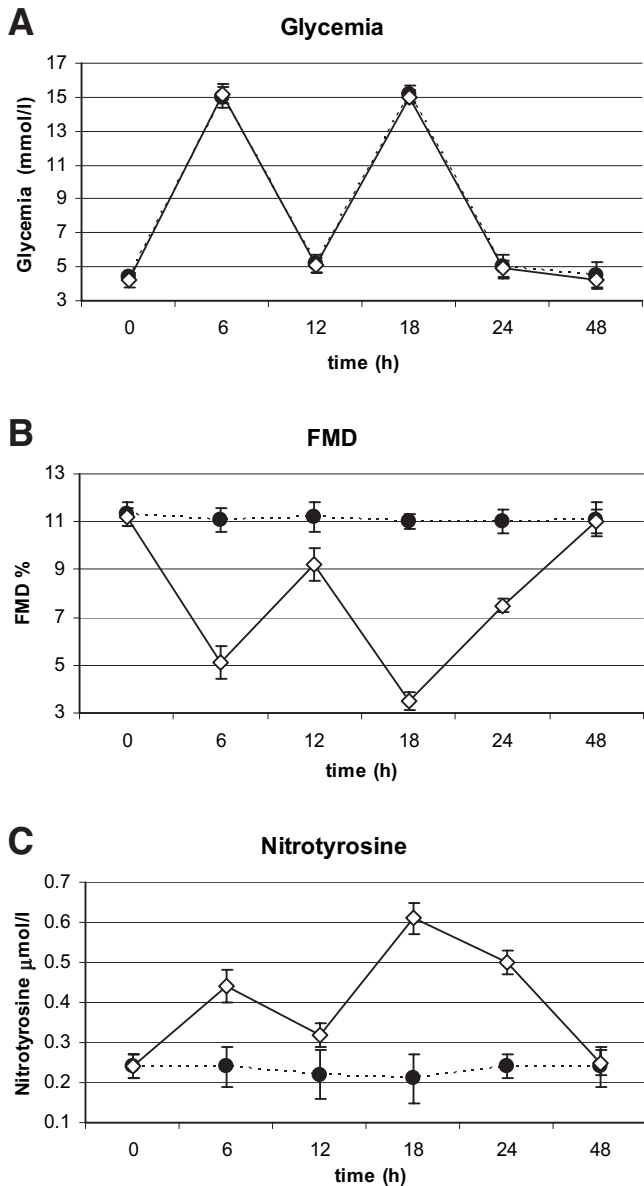 A
Glycemia
Glycemia (mmol/l)
17
15
13
11
9
7
5
3
0 6 12 18 24 48
time (h)
B
FMD
FMD %
13
11
9
7
5
3
0 6 12 18 24 48
time (h)
C
Nitrotyrosine
Nitrotyrosine μmol/l
0.7
0.6
0.5
0.4
0.3
0.2
0.1
0 6 12 18 24 48
time (h)